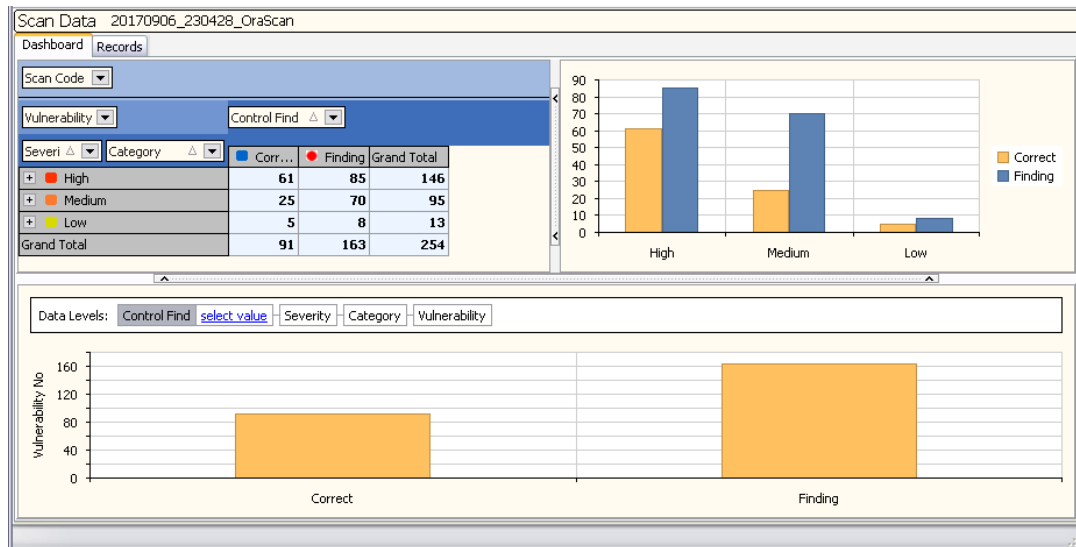 Scan Data 20170906_230428_OraScan
Dashboard Records
Scan Code
Vulnerability Control Find
Severi Category Corr... Finding Grand Total
High 61 85 146
Medium 25 70 95
Low 5 8 13
Grand Total 91 163 254
90
80
70
60
50
40
30
20
10
0
High Medium Low
Correct
Finding
Data Levels: Control Find select value Severity Category Vulnerability
Vulnerability No
160
120
80
40
0
Correct Finding